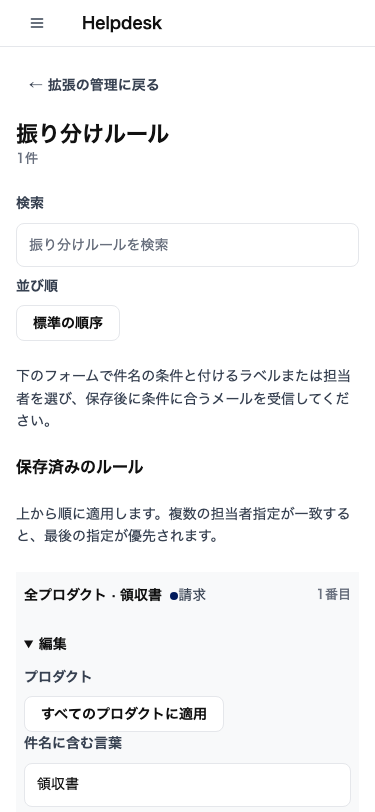 Helpdesk
← 拡張の管理に戻る
振り分けルール
1件
検索
振り分けルールを検索
並び順
標準の順序
下のフォームで件名の条件と付けるラベルまたは担当
者を選び、保存後に条件に合うメールを受信してくだ
さい。
保存済みのルール
上から順に適用します。複数の担当者指定が一致する
と、最後の指定が優先されます。
全プロダクト · 領収書 ●請求 1番目
▼ 編集
プロダクト
すべてのプロダクトに適用
件名に含む言葉
領収書